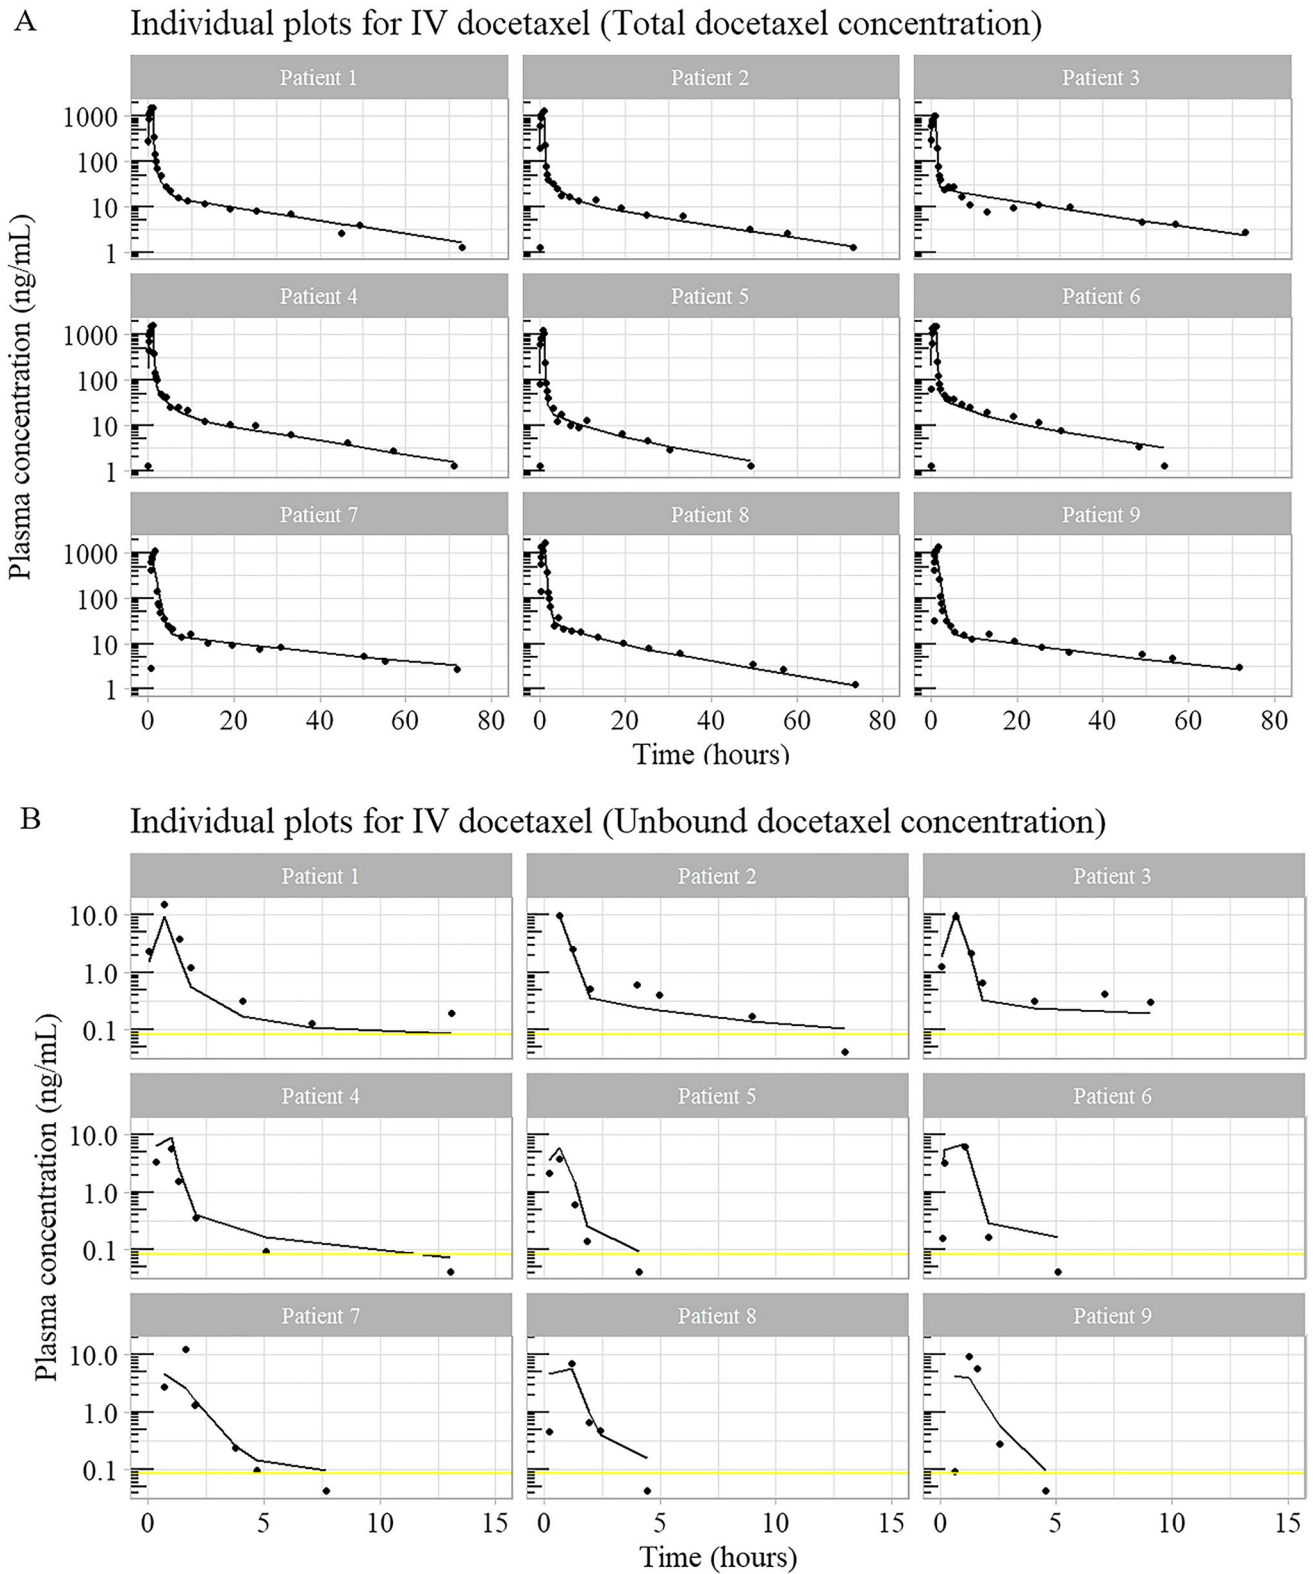 A
Individual plots for IV docetaxel (Total docetaxel concentration)
Patient 1
Patient 2
Patient 3
1000
100
10
1
Patient 4
Patient 5
Patient 6
1000
100
10
1
Patient 7
Patient 8
Patient 9
1000
100
10
1
0 20 40 60 80
0 20 40 60 80
0 20 40 60 80
Plasma concentration (ng/mL)
Time (hours)
B
Individual plots for IV docetaxel (Unbound docetaxel concentration)
Patient 1
Patient 2
Patient 3
10.0
1.0
0.1
Patient 4
Patient 5
Patient 6
10.0
1.0
0.1
Patient 7
Patient 8
Patient 9
10.0
1.0
0.1
0 5 10 15
0 5 10 15
0 5 10 15
Plasma concentration (ng/mL)
Time (hours)